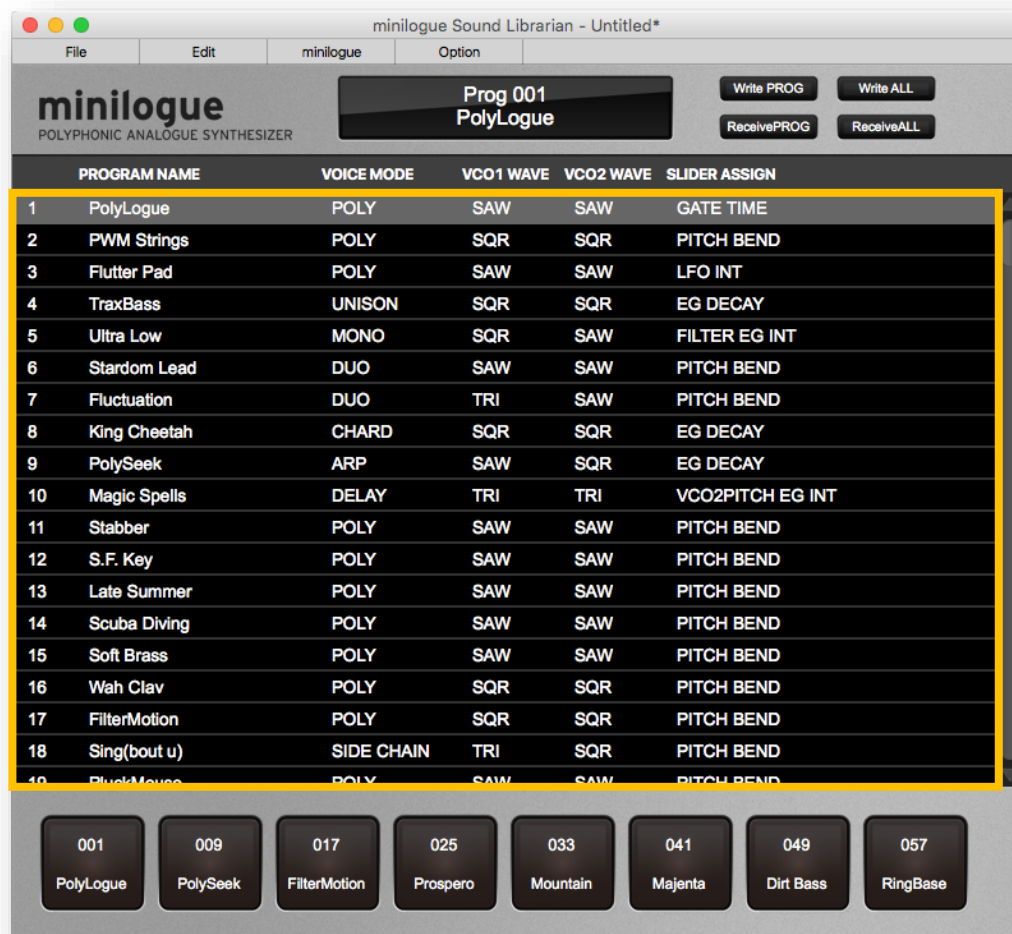 minilogue Sound Librarian - Untitled*
File Edit minilogue Option
minilogue
POLYPHONIC ANALOGUE SYNTHESIZER
Prog 001
PolyLogue
Write PROG Write ALL
ReceivePROG ReceiveALL
PROGRAM NAME VOICE MODE VCO1 WAVE VCO2 WAVE SLIDER ASSIGN
1 PolyLogue POLY SAW SAW GATE TIME
2 PWM Strings POLY SQR SQR PITCH BEND
3 Flutter Pad POLY SAW SAW LFO INT
4 TraxBass UNISON SQR SQR EG DECAY
5 Ultra Low MONO SQR SAW FILTER EG INT
6 Stardom Lead DUO SAW SAW PITCH BEND
7 Fluctuation DUO TRI SAW PITCH BEND
8 King Cheetah CHARD SQR SQR EG DECAY
9 PolySeek ARP SAW SQR EG DECAY
10 Magic Spells DELAY TRI TRI VCO2PITCH EG INT
11 Stabber POLY SAW SAW PITCH BEND
12 S.F. Key POLY SAW SAW PITCH BEND
13 Late Summer POLY SAW SAW PITCH BEND
14 Scuba Diving POLY SAW SAW PITCH BEND
15 Soft Brass POLY SAW SAW PITCH BEND
16 Wah Clav POLY SQR SQR PITCH BEND
17 FilterMotion POLY SQR SQR PITCH BEND
18 Sing(bout u) SIDE CHAIN TRI SQR PITCH BEND
19 PluckMouse POLY SAW SAW PITCH BEND
001 009 017 025 033 041 049 057
PolyLogue PolySeek FilterMotion Prospero Mountain Majenta Dirt Bass RingBase